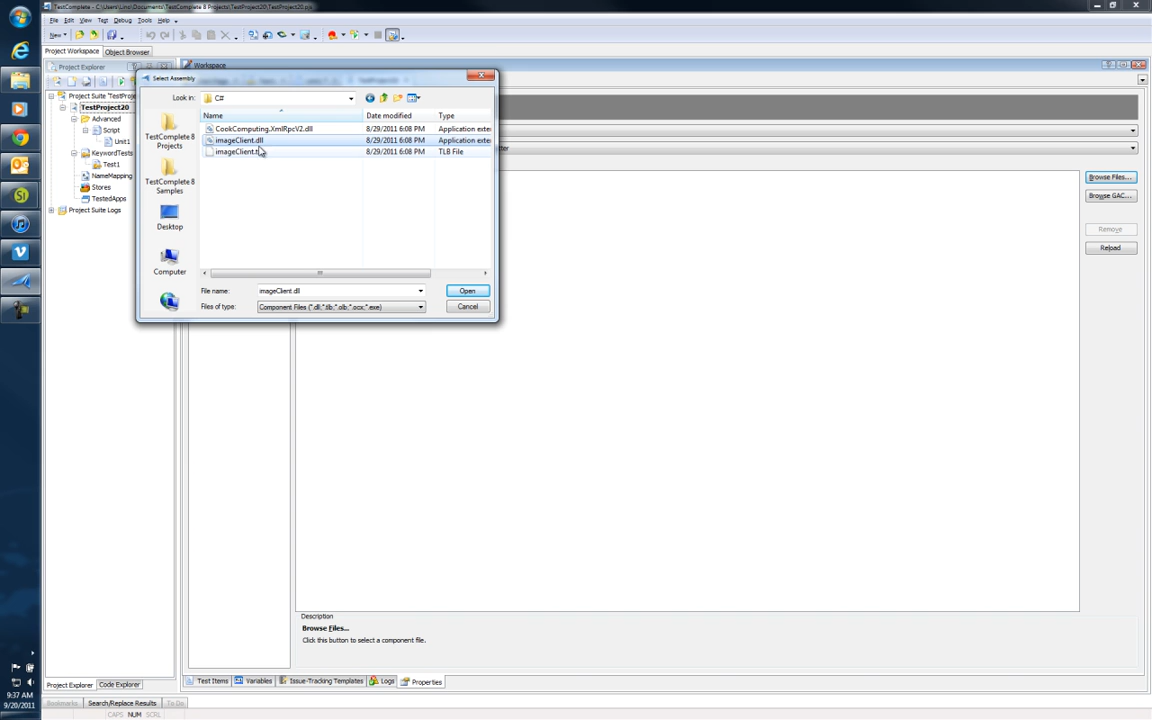 TestComplete - C:\Users\Lino\Documents\TestComplete 8 Projects\TestProject20\TestProject20.pjs
File Edit View Test Debug Tools Help
New
Project Workspace Object Browser
Project Explorer
Workspace
Project Suite 'TestProje
TestProject20
Advanced
Script
Unit1
KeywordTests
Test1
NameMapping
Stores
TestedApps
Project Suite Logs
Select Assembly
Look in: C#
Name Date modified Type
CookComputing.XmlRpcV2.dll 8/29/2011 6:08 PM Application exte
imageClient.dll 8/29/2011 6:08 PM Application exte
imageClient.t 8/29/2011 6:08 PM TLB File
TestComplete 8
Projects
TestComplete 8
Samples
Desktop
Computer
File name: imageClient.dll Open
Files of type: Component Files (*.dll;*.tlb;*.olb;*.ocx;*.exe) Cancel
Browse Files...
Browse GAC...
Remove
Reload
Description
Browse Files...
Click this button to select a component file.
Test Items Variables Issue-Tracking Templates Logs Properties
Project Explorer Code Explorer
Bookmarks Search/Replace Results To Do
CAPS NUM SCRL
9:37 AM
9/20/2011